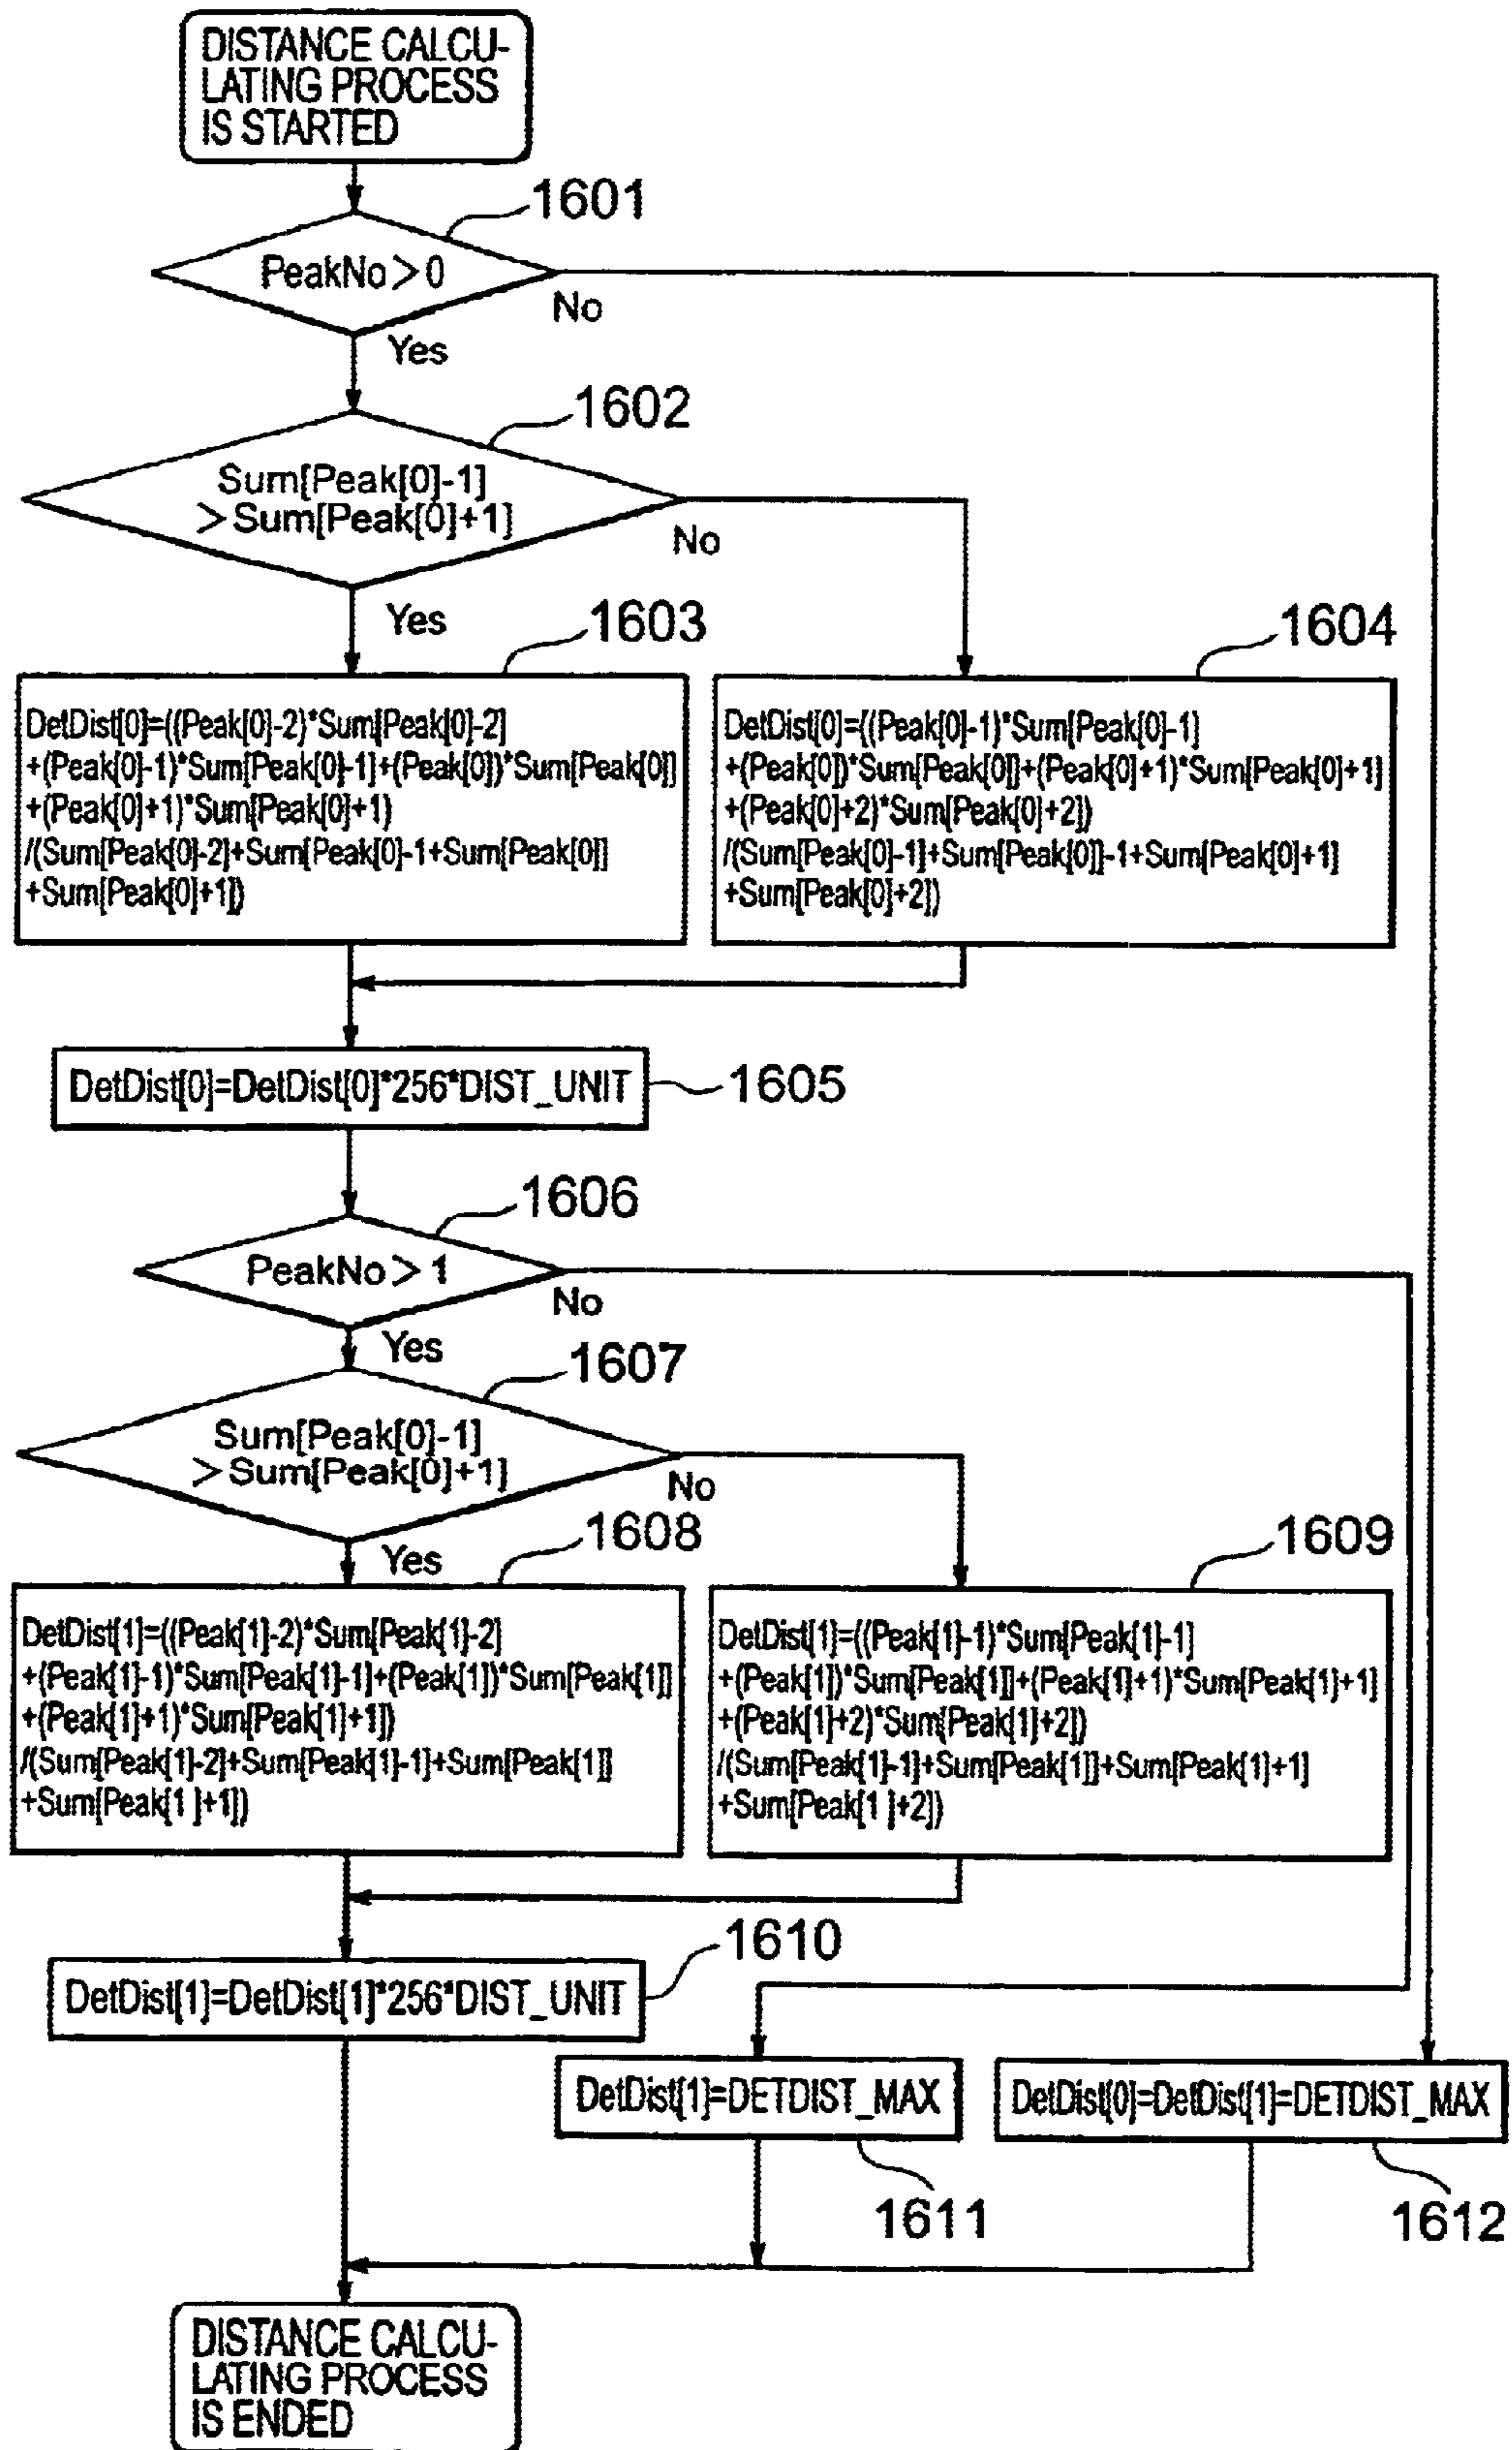 DISTANCE CALCU-
LATING PROCESS
IS STARTED
1601
PeakNo>0
No
Yes
1602
Sum[Peak[0]-1]
>Sum[Peak[0]+1]
No
Yes
1603
1604
DetDist[0]=((Peak[0]-2)*Sum[Peak[0]-2]
+(Peak[0]-1)*Sum[Peak[0]-1]+(Peak[0])*Sum[Peak[0]]
+(Peak[0]+1)*Sum[Peak[0]+1)
/(Sum[Peak[0]-2]+Sum[Peak[0]-1+Sum[Peak[0]]
+Sum[Peak[0]+1])
DetDist[0]=((Peak[0]-1)*Sum[Peak[0]-1]
+(Peak[0])*Sum[Peak[0]]+(Peak[0]+1)*Sum[Peak[0]+1]
+(Peak[0]+2)*Sum[Peak[0]+2])
/(Sum[Peak[0]-1]+Sum[Peak[0]]-1+Sum[Peak[0]+1]
+Sum[Peak[0]+2])
DetDist[0]=DetDist[0]*256*DIST_UNIT
1605
1606
PeakNo>1
No
Yes
1607
Sum[Peak[0]-1]
>Sum[Peak[0]+1]
No
Yes
1608
1609
DetDist[1]=((Peak[1]-2)*Sum[Peak[1]-2]
+(Peak[1]-1)*Sum[Peak[1]-1]+(Peak[1])*Sum[Peak[1]]
+(Peak[1]+1)*Sum[Peak[1]+1])
/(Sum[Peak[1]-2]+Sum[Peak[1]-1]+Sum[Peak[1]]
+Sum[Peak[1 ]+1])
DetDist[1]=((Peak[1]-1)*Sum[Peak[1]-1]
+(Peak[1])*Sum[Peak[1]]+(Peak[1]+1)*Sum[Peak[1]+1]
+(Peak[1]+2)*Sum[Peak[1]+2])
/(Sum[Peak[1]-1]+Sum[Peak[1]]+Sum[Peak[1]+1]
+Sum[Peak[1 ]+2])
1610
DetDist[1]=DetDist[1]*256*DIST_UNIT
DetDist[1]=DETDIST_MAX
DetDist[0]=DetDist[1]=DETDIST_MAX
1611
1612
DISTANCE CALCU-
LATING PROCESS
IS ENDED